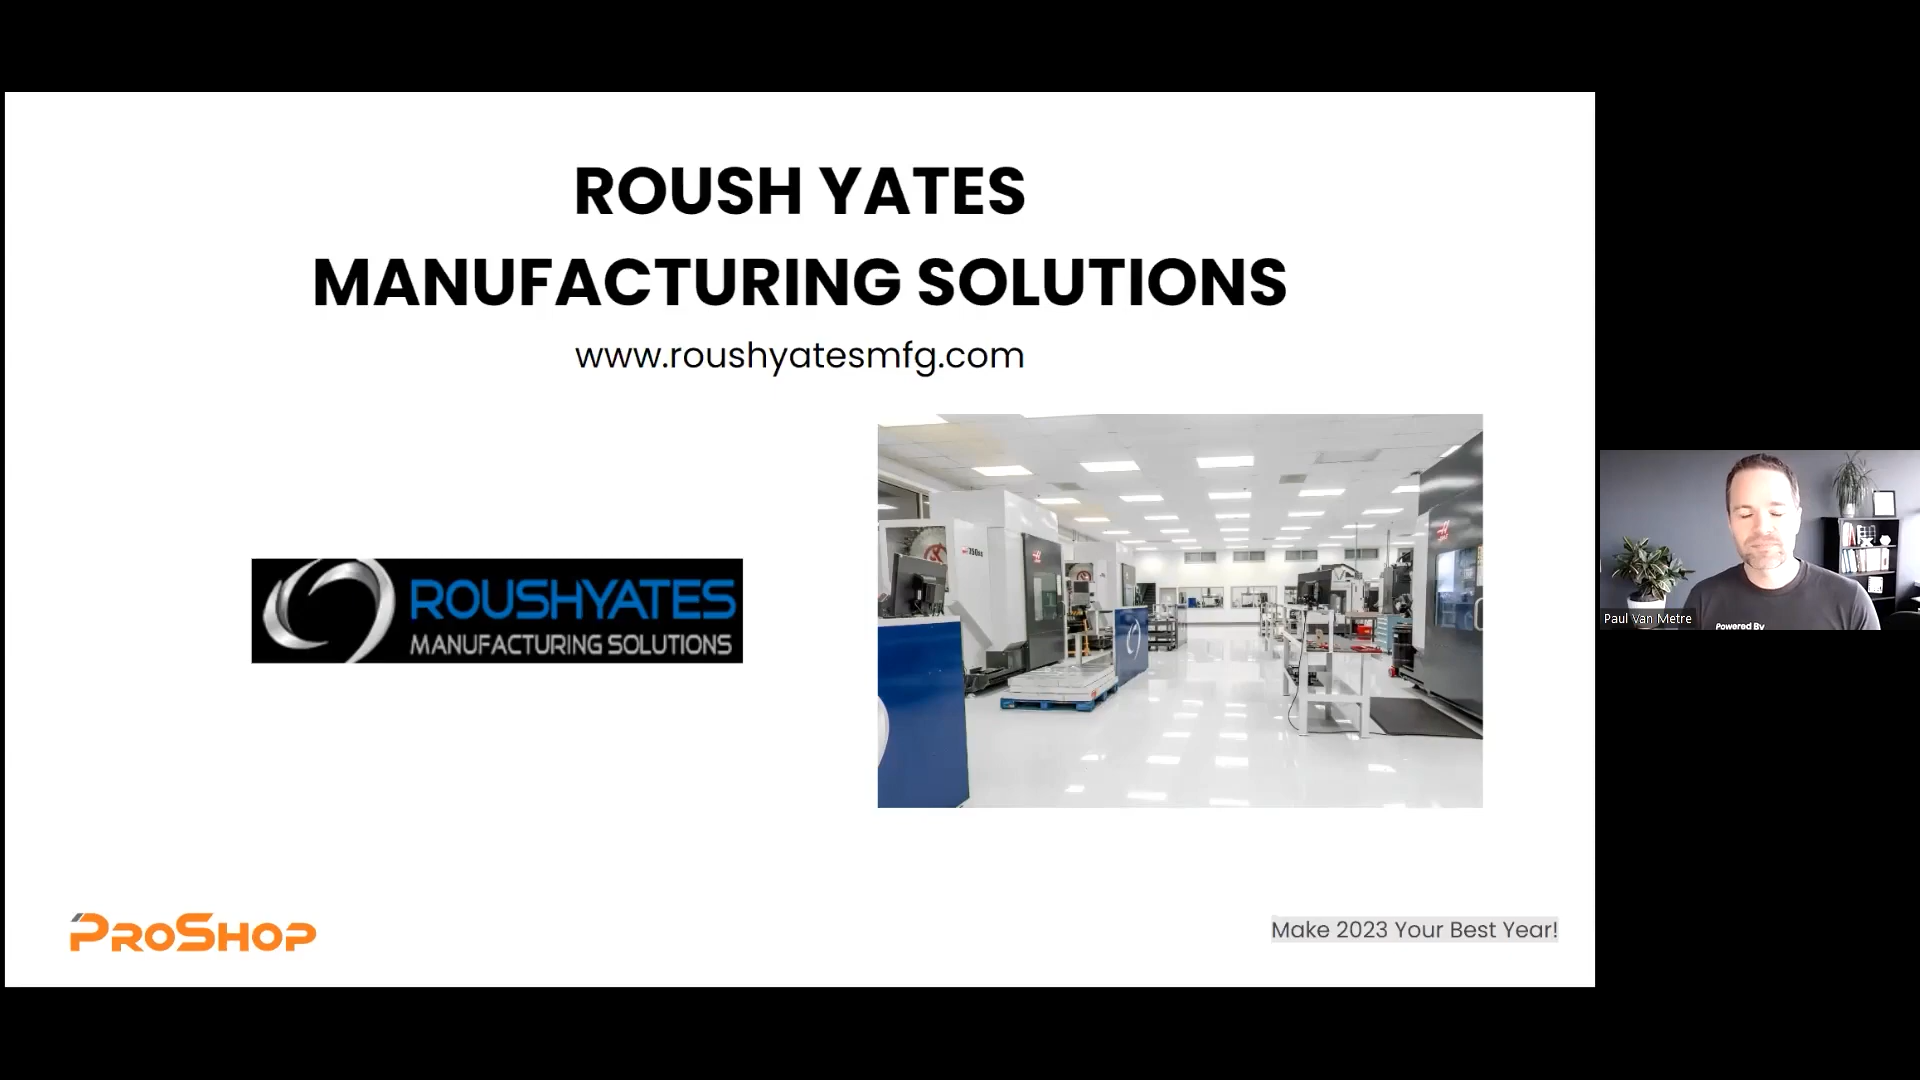 ROUSH YATES
MANUFACTURING SOLUTIONS
www.roushyatesmfg.com
ROUSHYATES
MANUFACTURING SOLUTIONS
PROSHOP
Make 2023 Your Best Year!
Paul Van Metre
Powered By